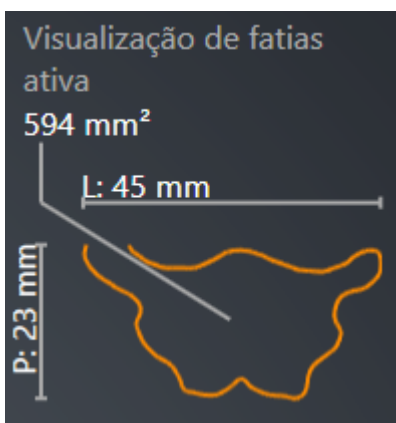 Visualização de fatias
ativa
594 mm²
L: 45 mm
P: 23 mm